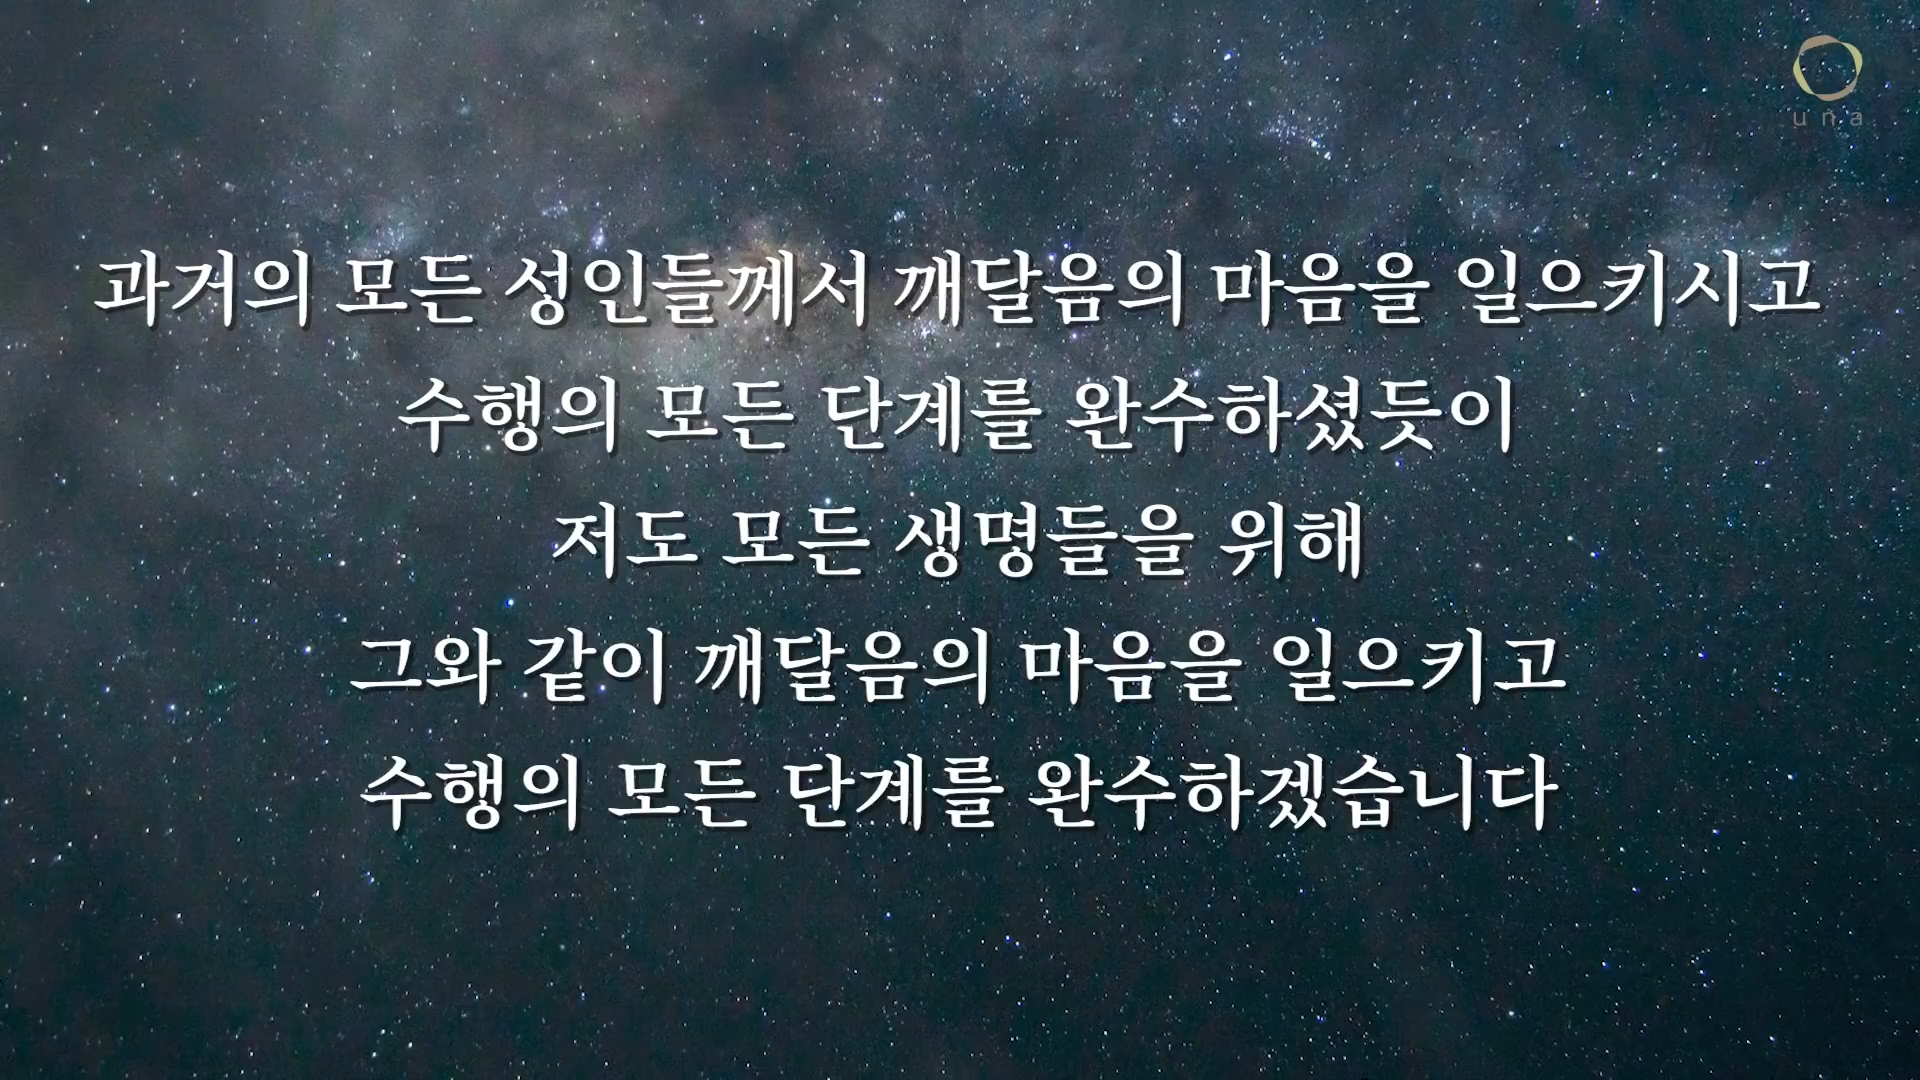 una
과거의 모든 성인들께서 깨달음의 마음을 일으키시고
수행의 모든 단계를 완수하셨듯이
저도 모든 생명들을 위해
그와 같이 깨달음의 마음을 일으키고
수행의 모든 단계를 완수하겠습니다